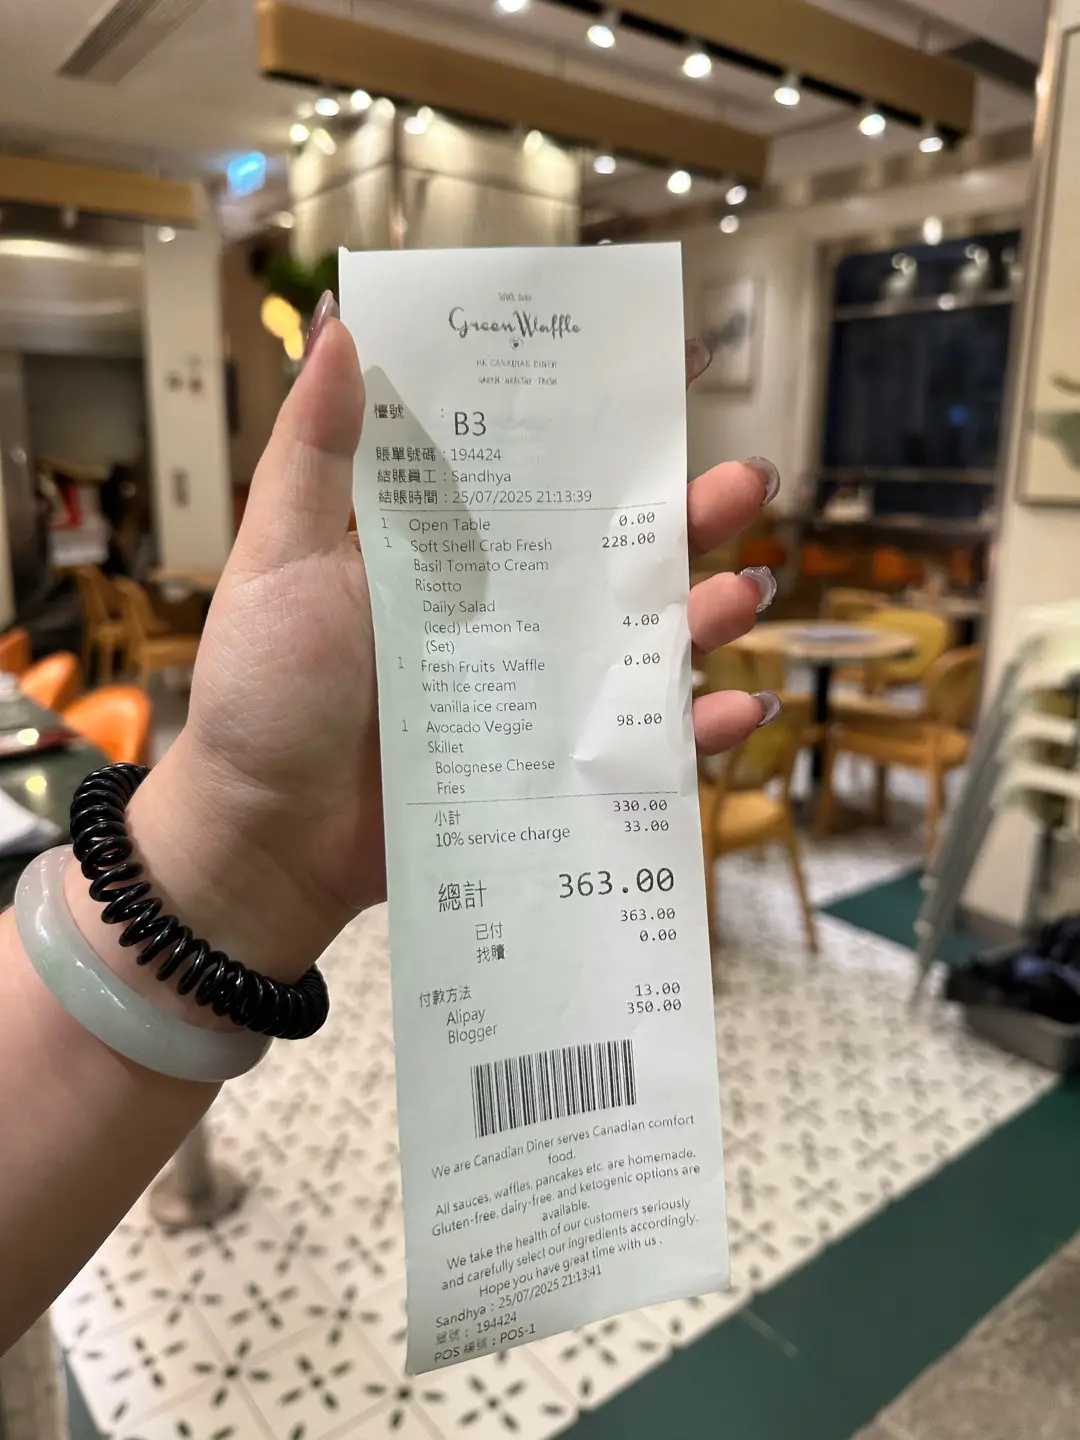 Green Waffle
HK CANADIAN DINER
GREEN · HEALTHY · FRESH
檯號 : B3
賬單號碼 : 194424
結賬員工 : Sandhya
結賬時間 : 25/07/2025 21:13:39
1 Open Table 0.00
1 Soft Shell Crab Fresh 228.00
Basil Tomato Cream
Risotto
Daily Salad
(Iced) Lemon Tea 4.00
(Set)
1 Fresh Fruits Waffle 0.00
with Ice cream
vanilla ice cream
1 Avocado Veggie 98.00
Skillet
Bolognese Cheese
Fries
小計 330.00
10% service charge 33.00
總計 363.00
已付 363.00
找贖 0.00
付款方法
Alipay 13.00
Blogger 350.00
We are Canadian Diner serves Canadian comfort
food.
All sauces, waffles, pancakes etc. are homemade.
Gluten-free, dairy-free, and ketogenic options are
available.
We take the health of our customers seriously
and carefully select our ingredients accordingly.
Hope you have great time with us .
Sandhya : 25/07/2025 21:13:41
單號 : 194424
POS 編號 : POS-1